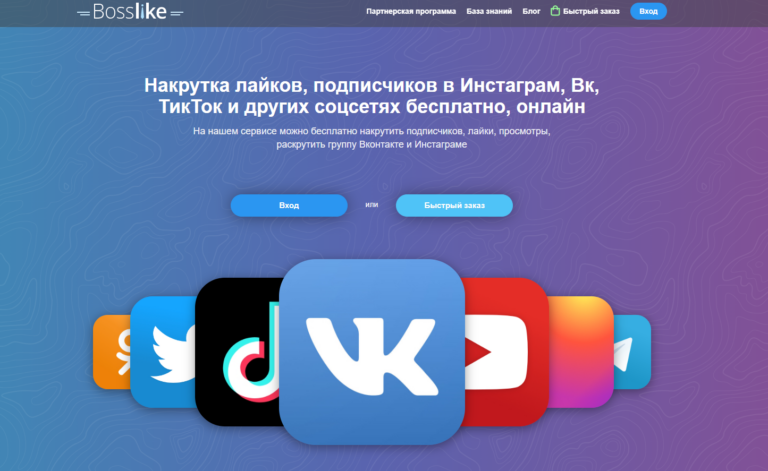 Bosslike
Партнерская программа База знаний Блог Быстрый заказ Вход
Накрутка лайков, подписчиков в Инстаграм, Вк,
ТикТок и других соцсетях бесплатно, онлайн
На нашем сервисе можно бесплатно накрутить подписчиков, лайки, просмотры,
раскрутить группу Вконтакте и Инстаграме
Вход или Быстрый заказ